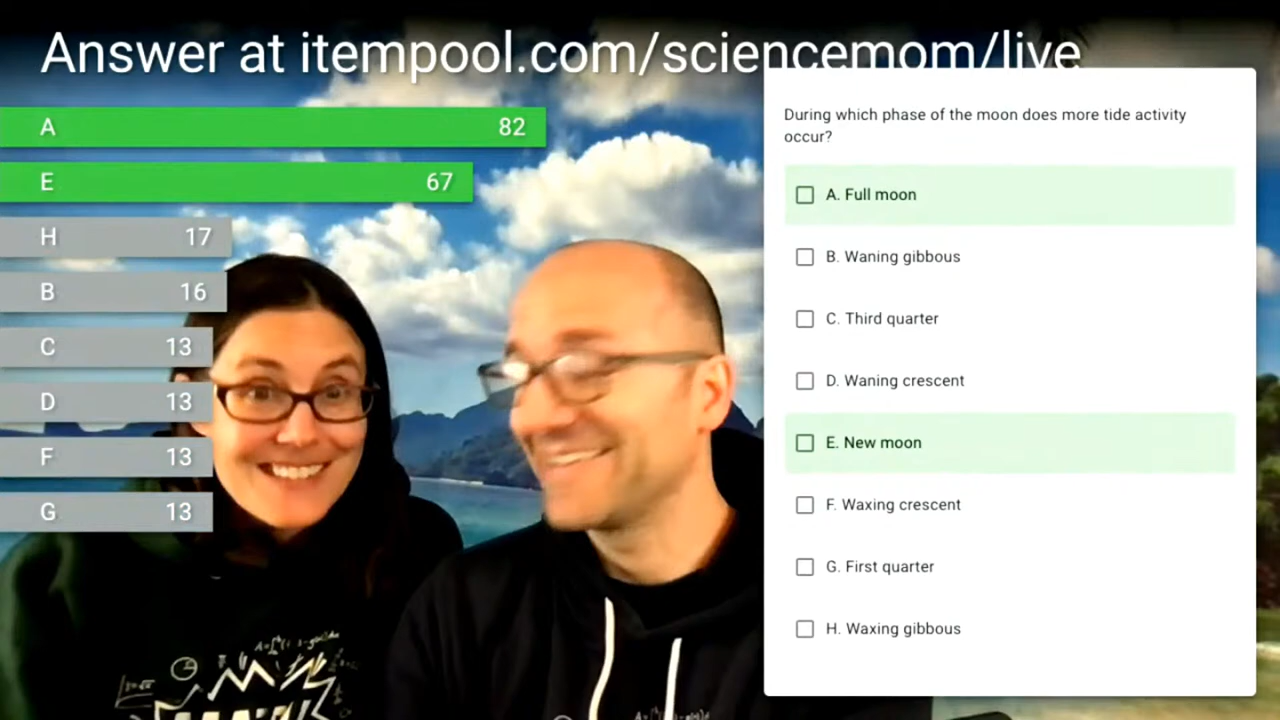 Answer at itempool.com/sciencemom/live
A 82
E 67
H 17
B 16
C 13
D 13
F 13
G 13
During which phase of the moon does more tide activity
occur?
A. Full moon
B. Waning gibbous
C. Third quarter
D. Waning crescent
E. New moon
F. Waxing crescent
G. First quarter
H. Waxing gibbous